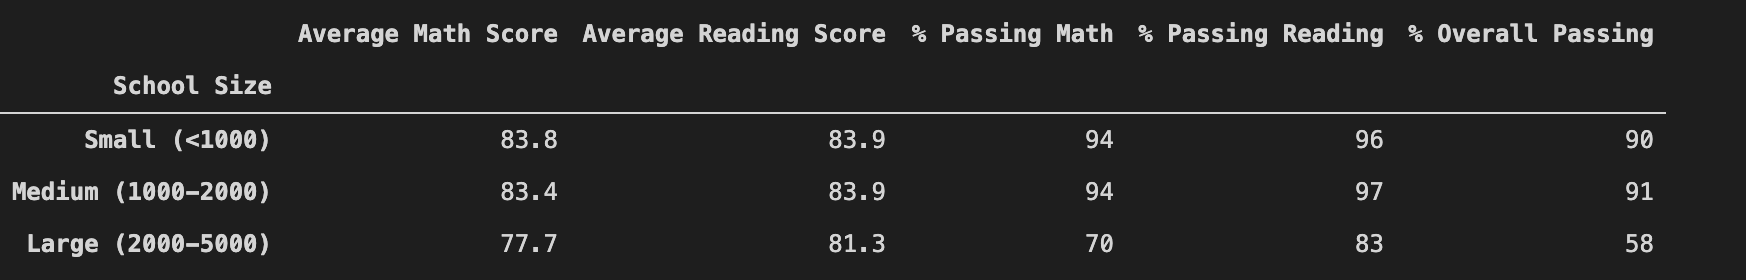 Average Math Score Average Reading Score % Passing Math % Passing Reading % Overall Passing
School Size
Small (<1000) 83.8 83.9 94 96 90
Medium (1000-2000) 83.4 83.9 94 97 91
Large (2000-5000) 77.7 81.3 70 83 58